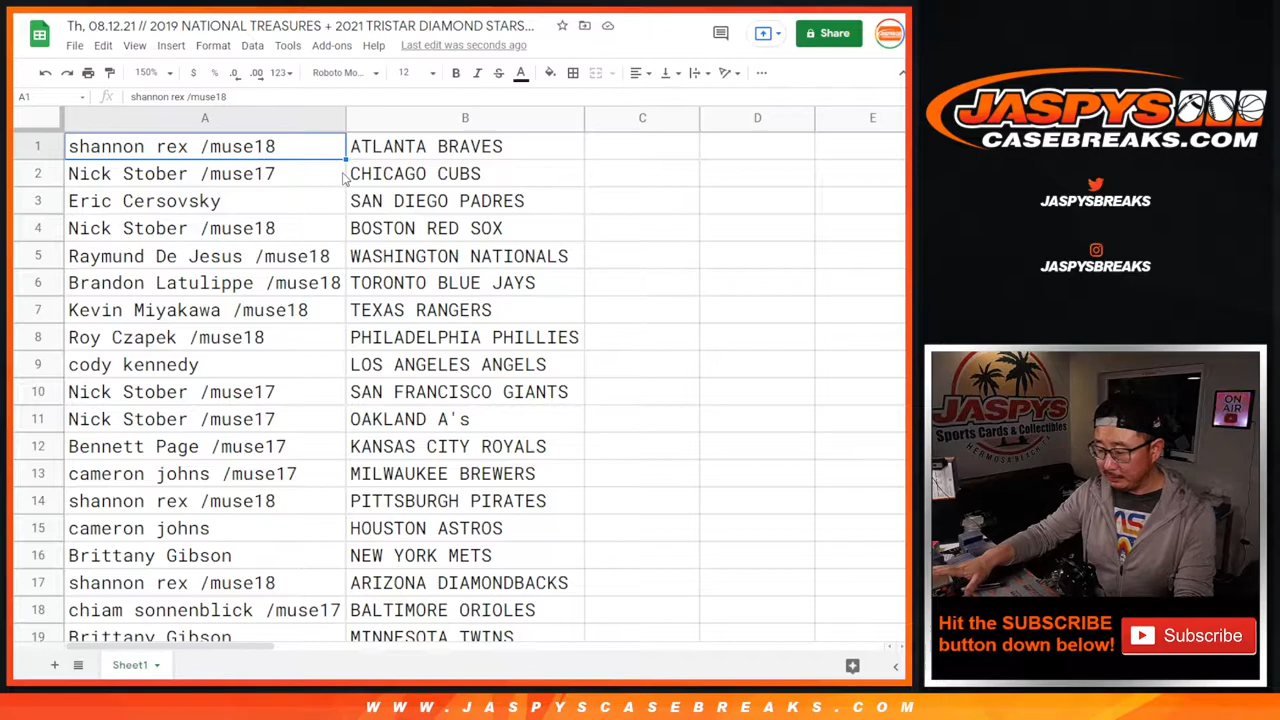 Th, 08.12.21 // 2019 NATIONAL TREASURES + 2021 TRISTAR DIAMOND STARS...
File Edit View Insert Format Data Tools Add-ons Help Last edit was seconds ago
Share
150% $ % .0 .00 123 Roboto Mo... 12 B I S A
A1 fx shannon rex /muse18
A B C D E
1 shannon rex /muse18 ATLANTA BRAVES
2 Nick Stober /muse17 CHICAGO CUBS
3 Eric Cersovsky SAN DIEGO PADRES
4 Nick Stober /muse18 BOSTON RED SOX
5 Raymund De Jesus /muse18 WASHINGTON NATIONALS
6 Brandon Latulippe /muse18 TORONTO BLUE JAYS
7 Kevin Miyakawa /muse18 TEXAS RANGERS
8 Roy Czapek /muse18 PHILADELPHIA PHILLIES
9 cody kennedy LOS ANGELES ANGELS
10 Nick Stober /muse17 SAN FRANCISCO GIANTS
11 Nick Stober /muse17 OAKLAND A's
12 Bennett Page /muse17 KANSAS CITY ROYALS
13 cameron johns /muse17 MILWAUKEE BREWERS
14 shannon rex /muse18 PITTSBURGH PIRATES
15 cameron johns HOUSTON ASTROS
16 Brittany Gibson NEW YORK METS
17 shannon rex /muse18 ARIZONA DIAMONDBACKS
18 chiam sonnenblick /muse17 BALTIMORE ORIOLES
19 Brittany Gibson MINNESOTA TWINS
Sheet1
JASPYS
CASEBREAKS.COM
JASPYSBREAKS
JASPYSBREAKS
JASPYS
Sports Cards & Collectibles
HERMOSA BEACH
ON
AIR
Hit the SUBSCRIBE
button down below!
Subscribe
WWW.JASPYSCASEBREAKS.COM